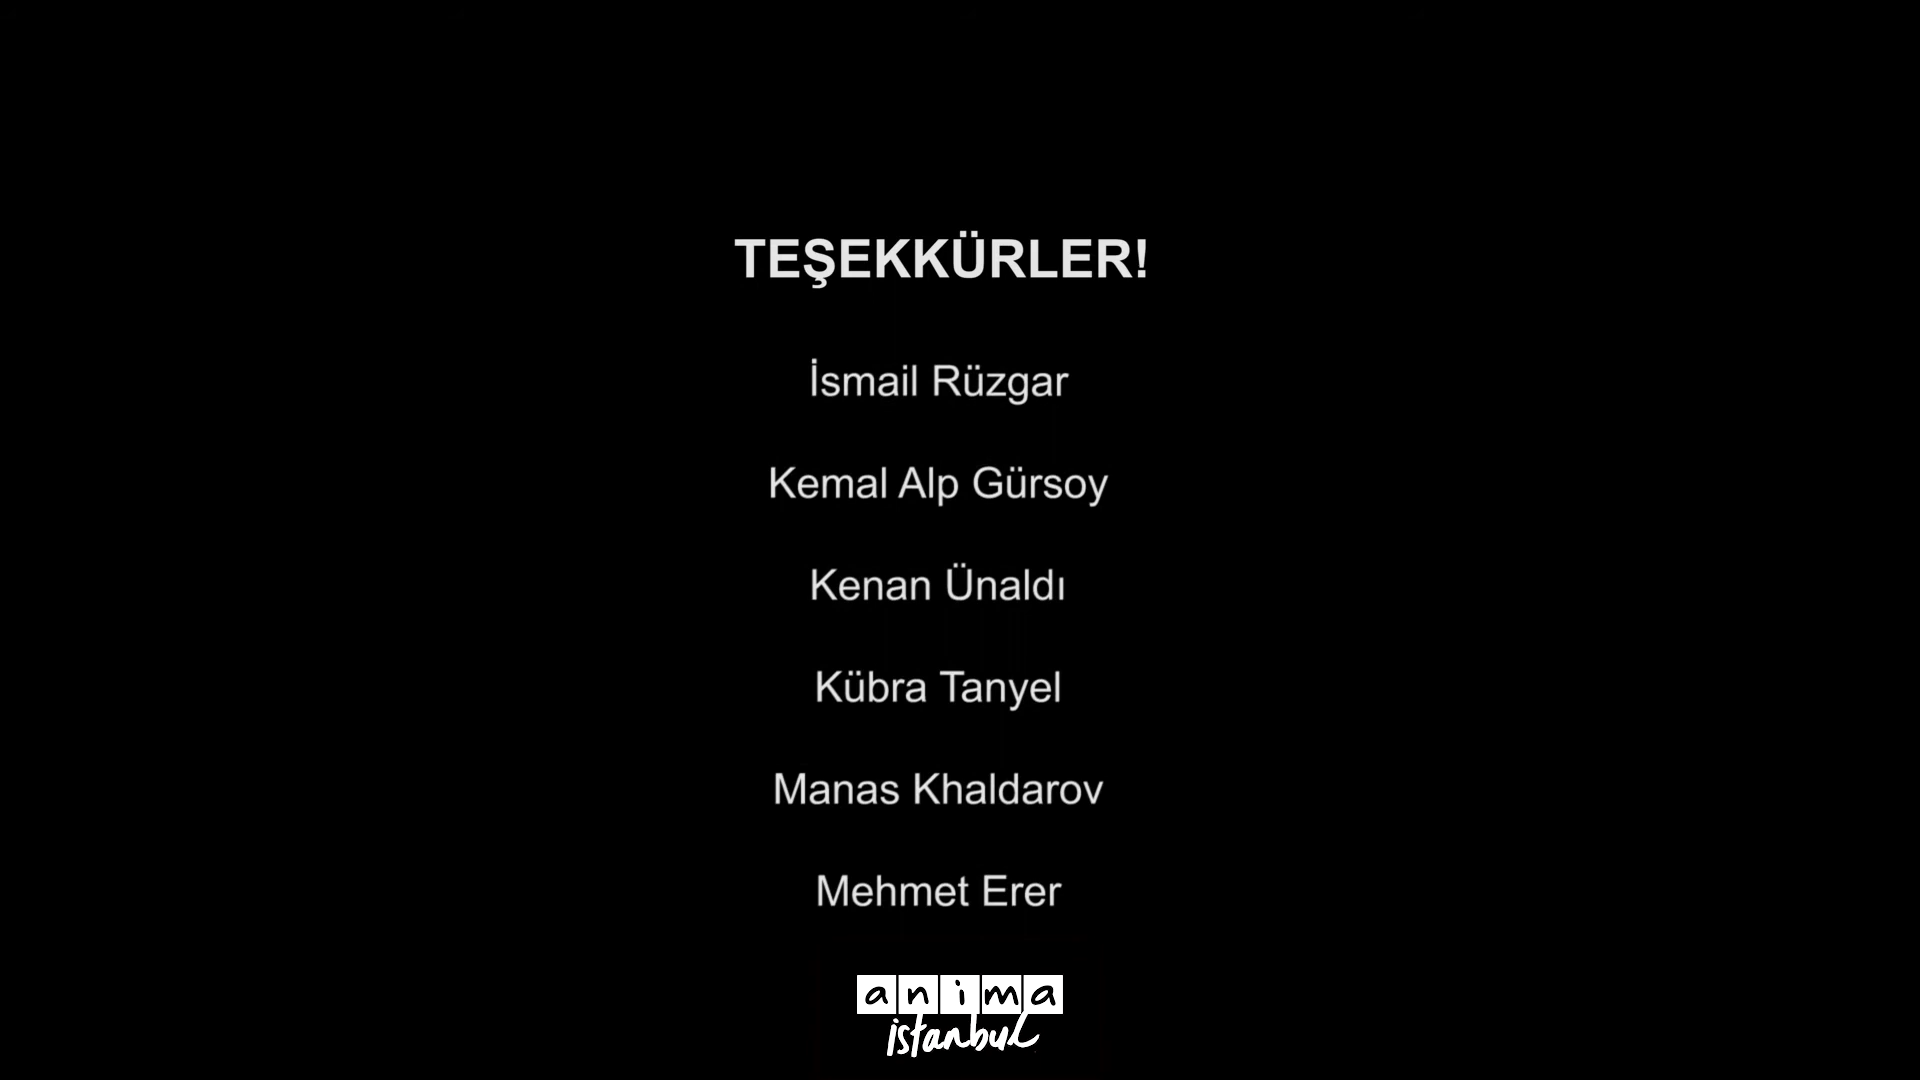 TEŞEKKÜRLER!
İsmail Rüzgar
Kemal Alp Gürsoy
Kenan Ünaldı
Kübra Tanyel
Manas Khaldarov
Mehmet Erer
anima
istanbul